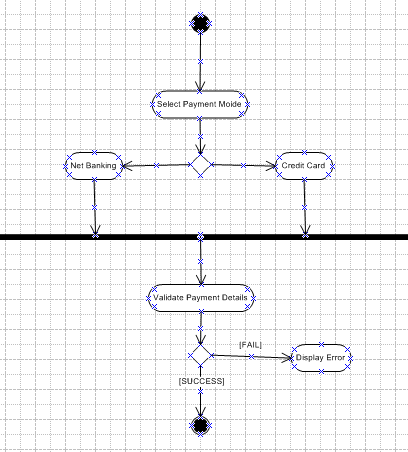 Select Payment Moide
Net Banking
Credit Card
Validate Payment Details
[FAIL]
Display Error
[SUCCESS]